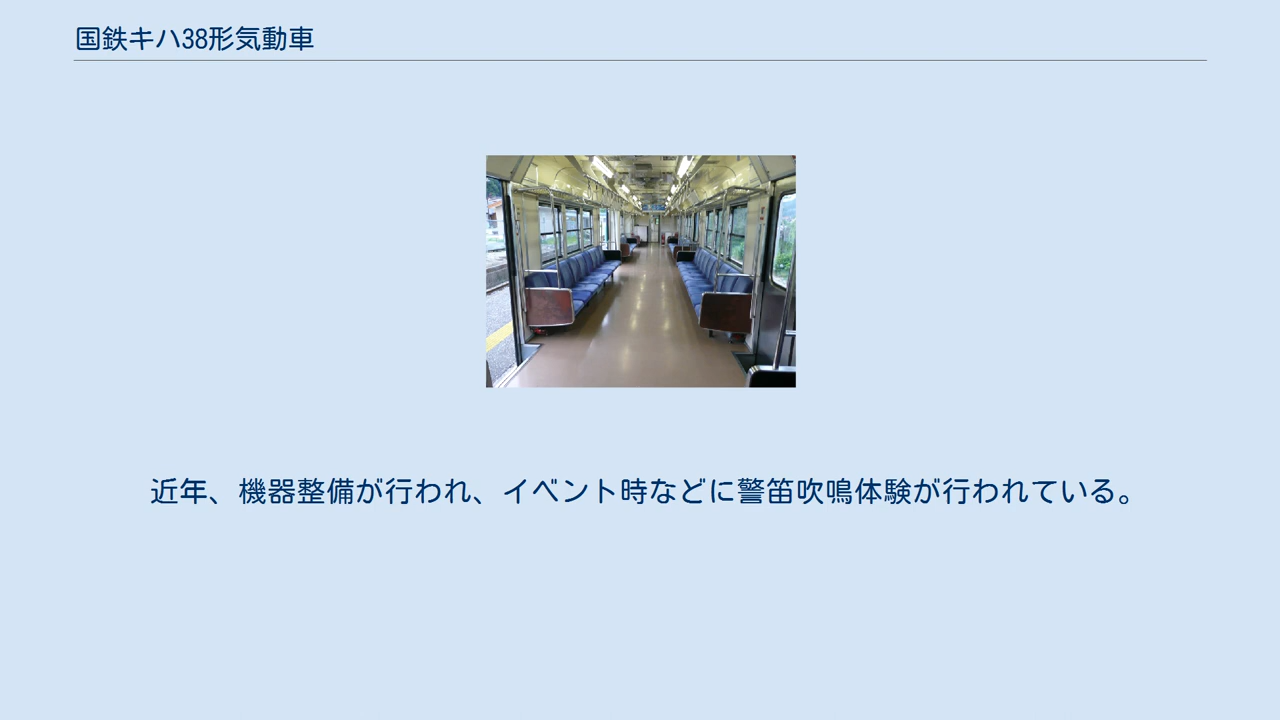 国鉄キハ38形気動車
近年、機器整備が行われ、イベント時などに警笛吹鳴体験が行われている。